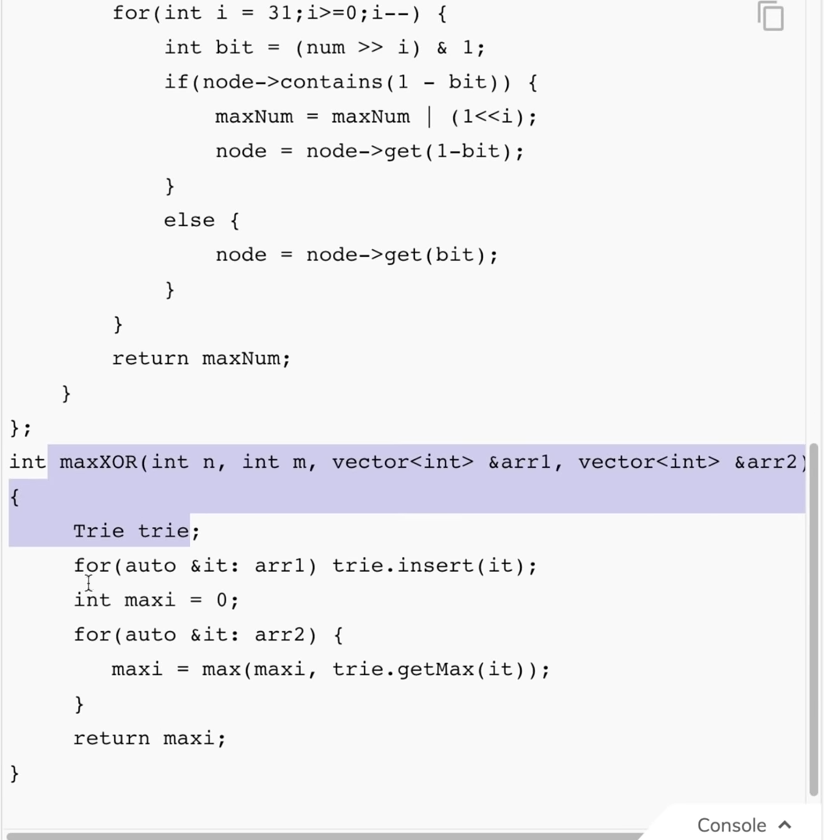 for(int i = 31;i>=0;i--) {
int bit = (num >> i) & 1;
if(node->contains(1 - bit)) {
maxNum = maxNum | (1<<i);
node = node->get(1-bit);
}
else {
node = node->get(bit);
}
}
return maxNum;
}
};
int maxXOR(int n, int m, vector<int> &arr1, vector<int> &arr2)
{
Trie trie;
for(auto &it: arr1) trie.insert(it);
int maxi = 0;
for(auto &it: arr2) {
maxi = max(maxi, trie.getMax(it));
}
return maxi;
}
Console